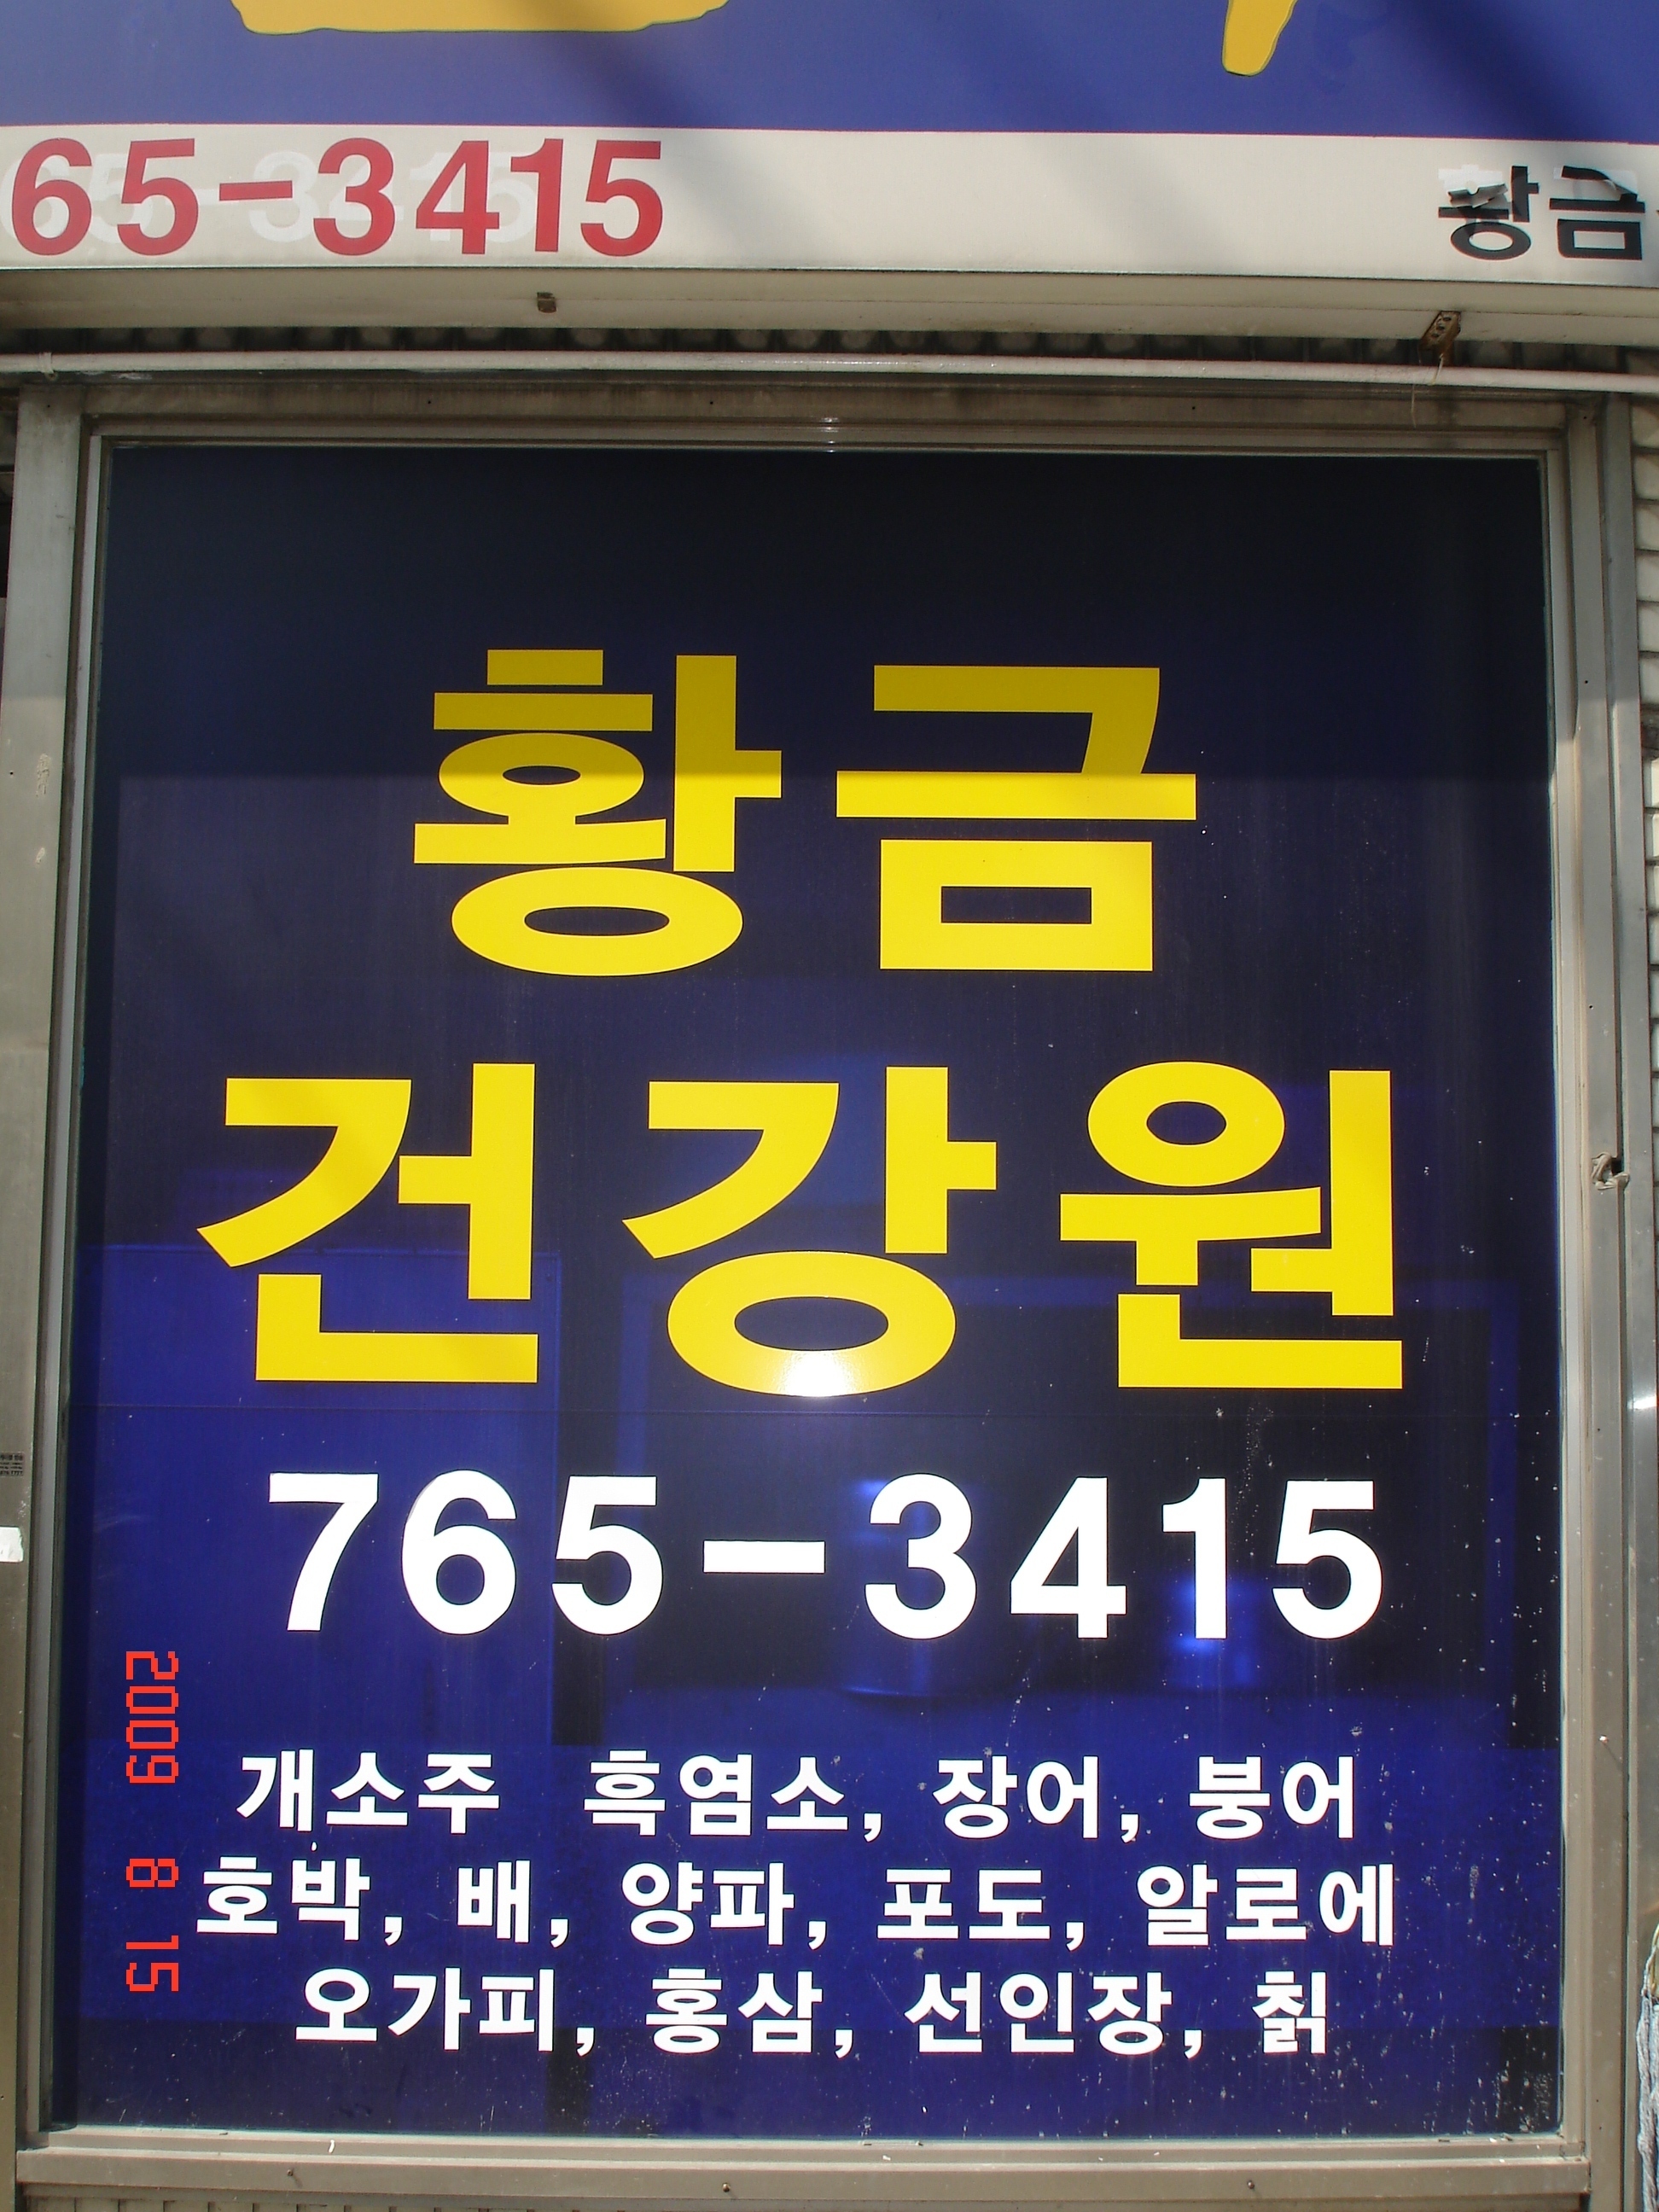 65-3415
황금
황금
건강원
765-3415
개소주 흑염소, 장어, 붕어
호박, 배, 양파, 포도, 알로에
오가피, 홍삼, 선인장, 칡
2009 8 15